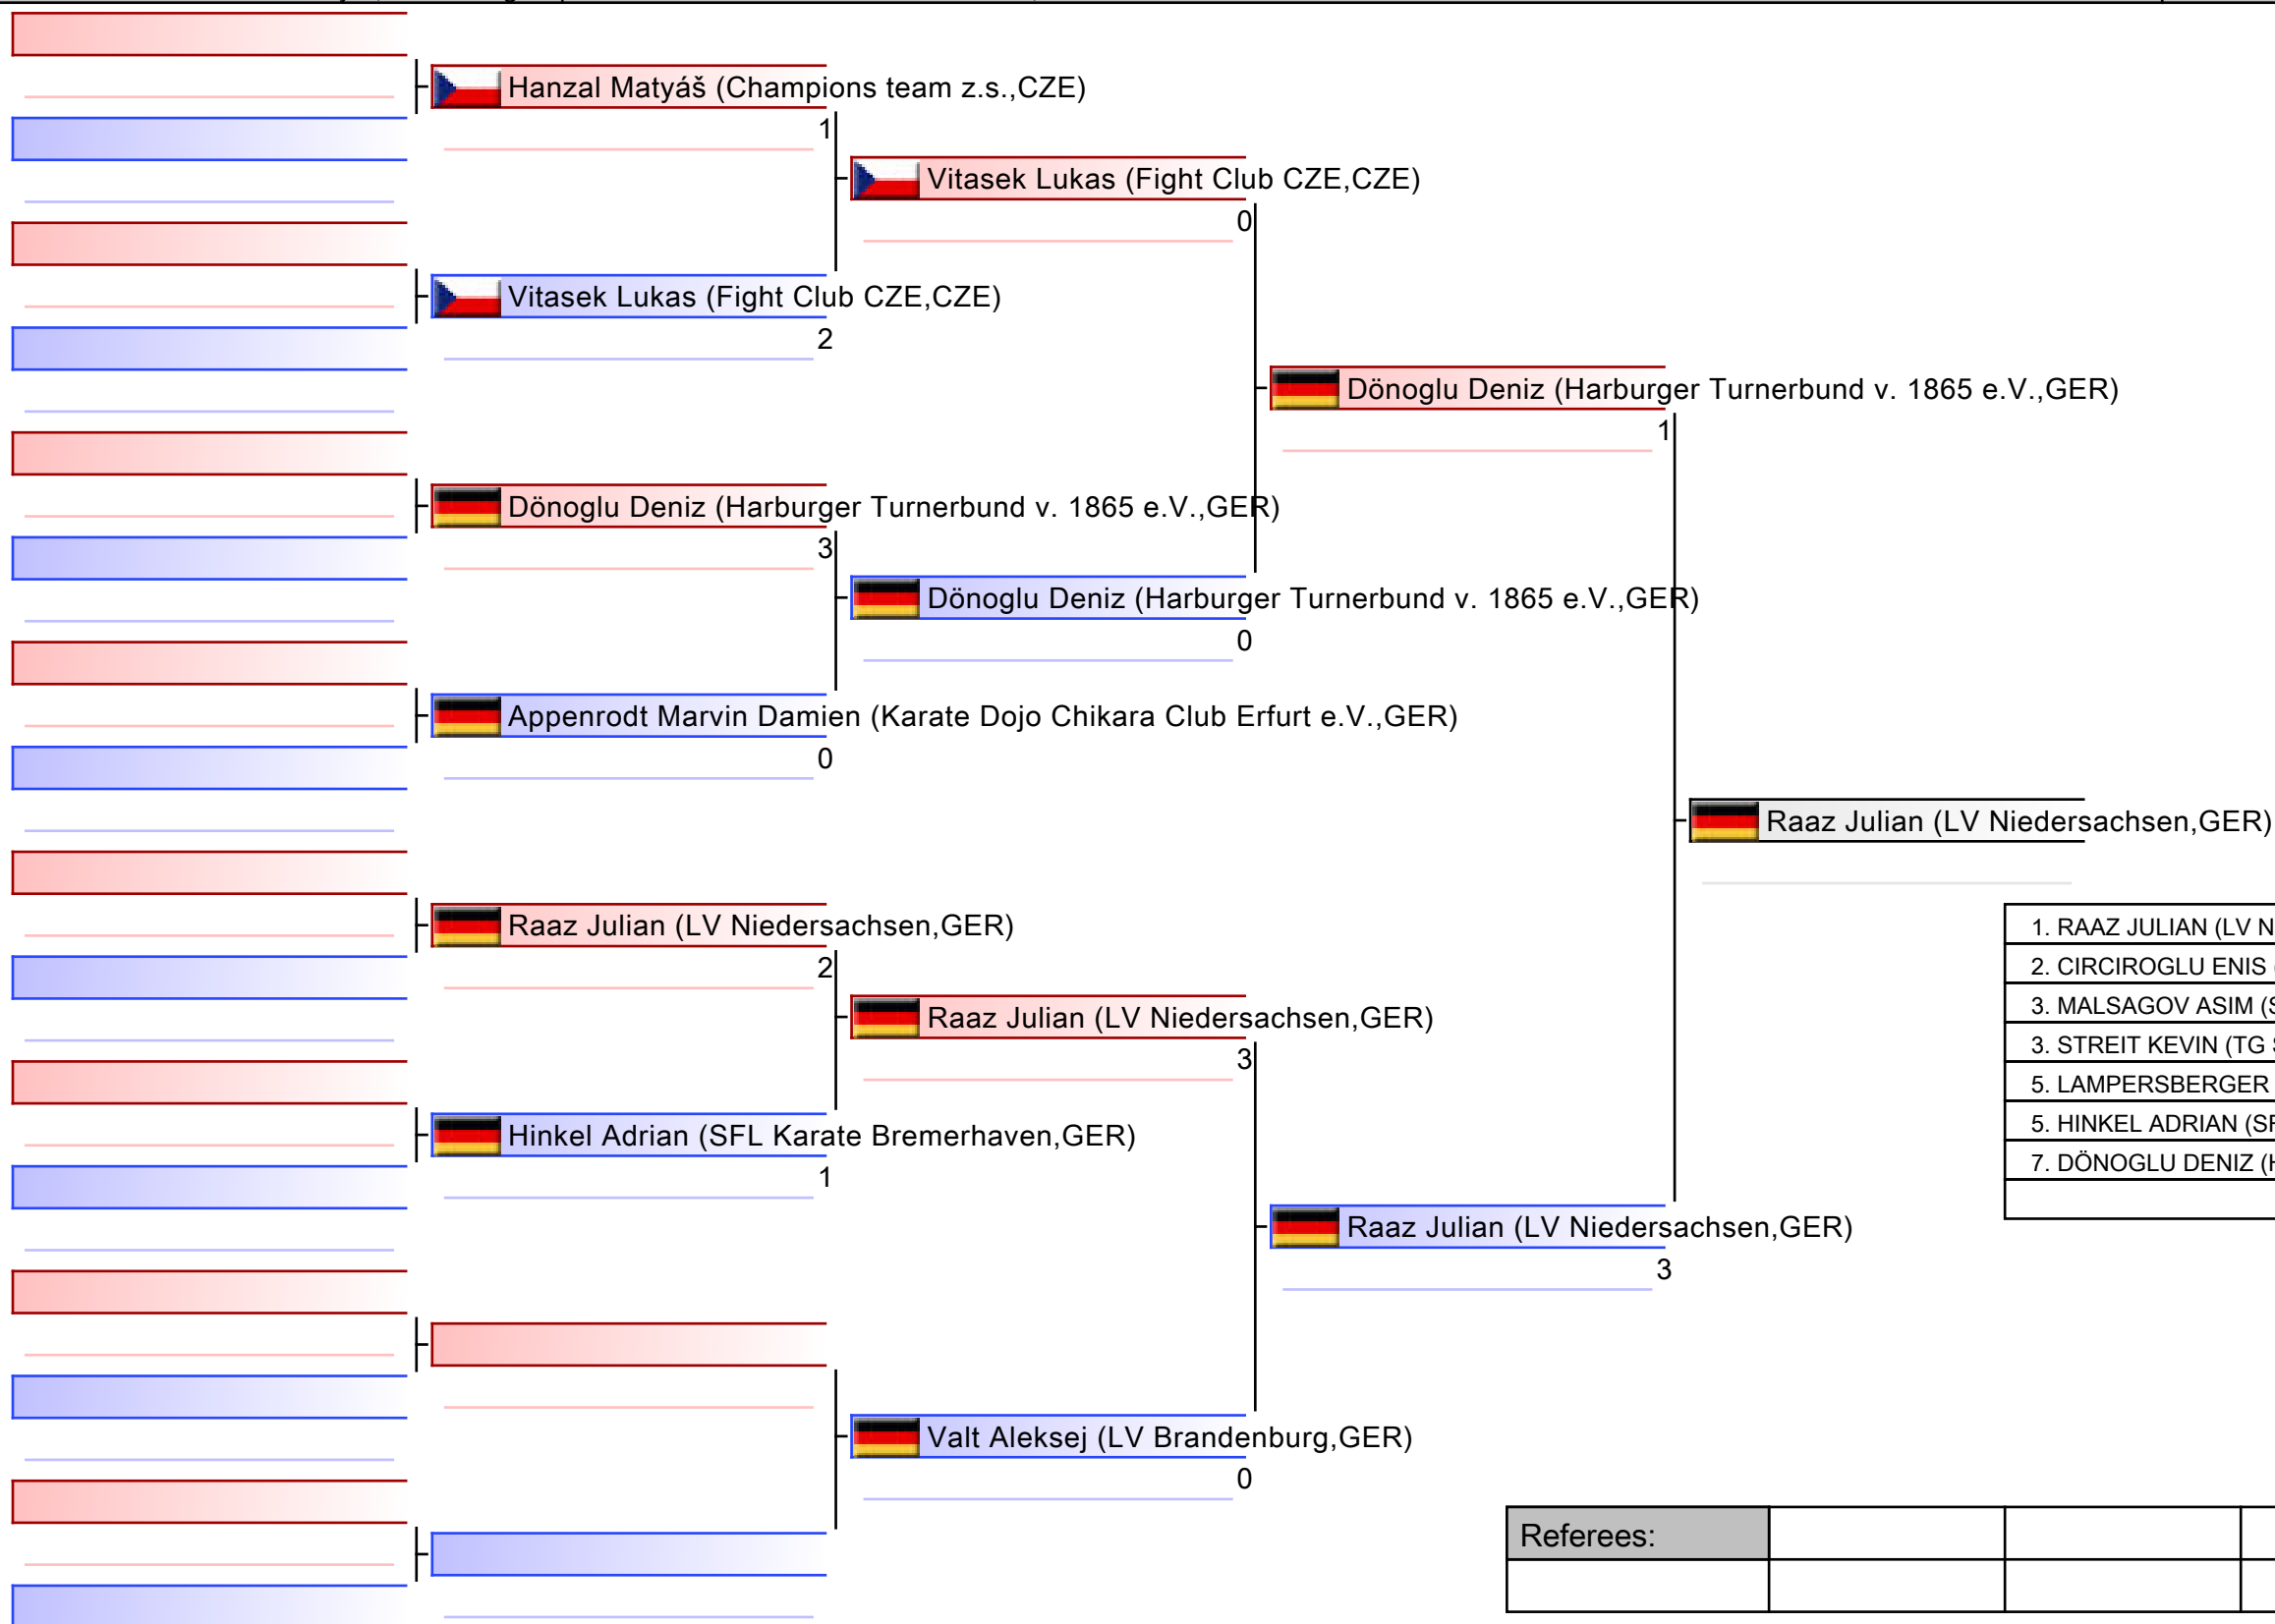 Hanzal Matyáš (Champions team z.s.,CZE)
1
Vitasek Lukas (Fight Club CZE,CZE)
0
Vitasek Lukas (Fight Club CZE,CZE)
2
Dönoglu Deniz (Harburger Turnerbund v. 1865 e.V.,GER)
1
Dönoglu Deniz (Harburger Turnerbund v. 1865 e.V.,GER)
3
Dönoglu Deniz (Harburger Turnerbund v. 1865 e.V.,GER)
0
Appenrodt Marvin Damien (Karate Dojo Chikara Club Erfurt e.V.,GER)
0
Raaz Julian (LV Niedersachsen,GER)
Raaz Julian (LV Niedersachsen,GER)
2
Raaz Julian (LV Niedersachsen,GER)
3
Hinkel Adrian (SFL Karate Bremerhaven,GER)
1
Raaz Julian (LV Niedersachsen,GER)
3
Valt Aleksej (LV Brandenburg,GER)
0
1. RAAZ JULIAN (LV N
2. CIRCIROGLU ENIS
3. MALSAGOV ASIM (S
3. STREIT KEVIN (TG S
5. LAMPERSBERGER
5. HINKEL ADRIAN (SF
7. DÖNOGLU DENIZ (H
Referees: